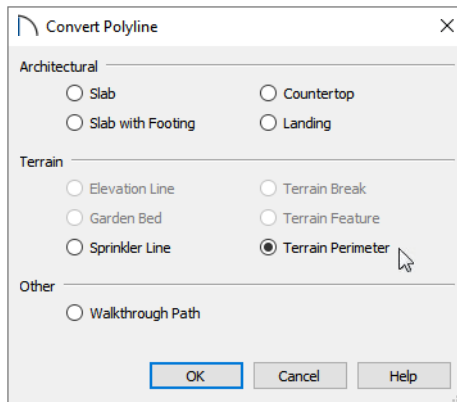 Convert Polyline
Architectural
Slab Countertop
Slab with Footing Landing
Terrain
Elevation Line Terrain Break
Garden Bed Terrain Feature
Sprinkler Line Terrain Perimeter
Other
Walkthrough Path
OK Cancel Help